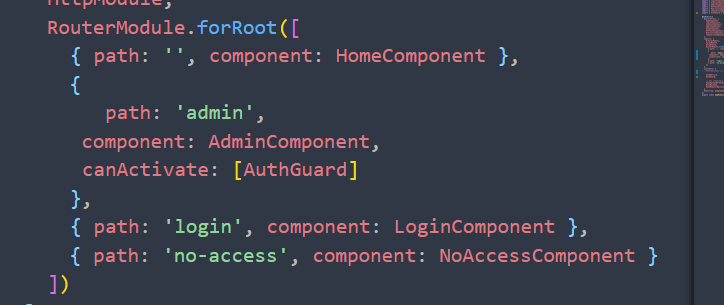 HttpModule,
RouterModule.forRoot([
{ path: '', component: HomeComponent },
{
path: 'admin',
component: AdminComponent,
canActivate: [AuthGuard]
},
{ path: 'login', component: LoginComponent },
{ path: 'no-access', component: NoAccessComponent }
])